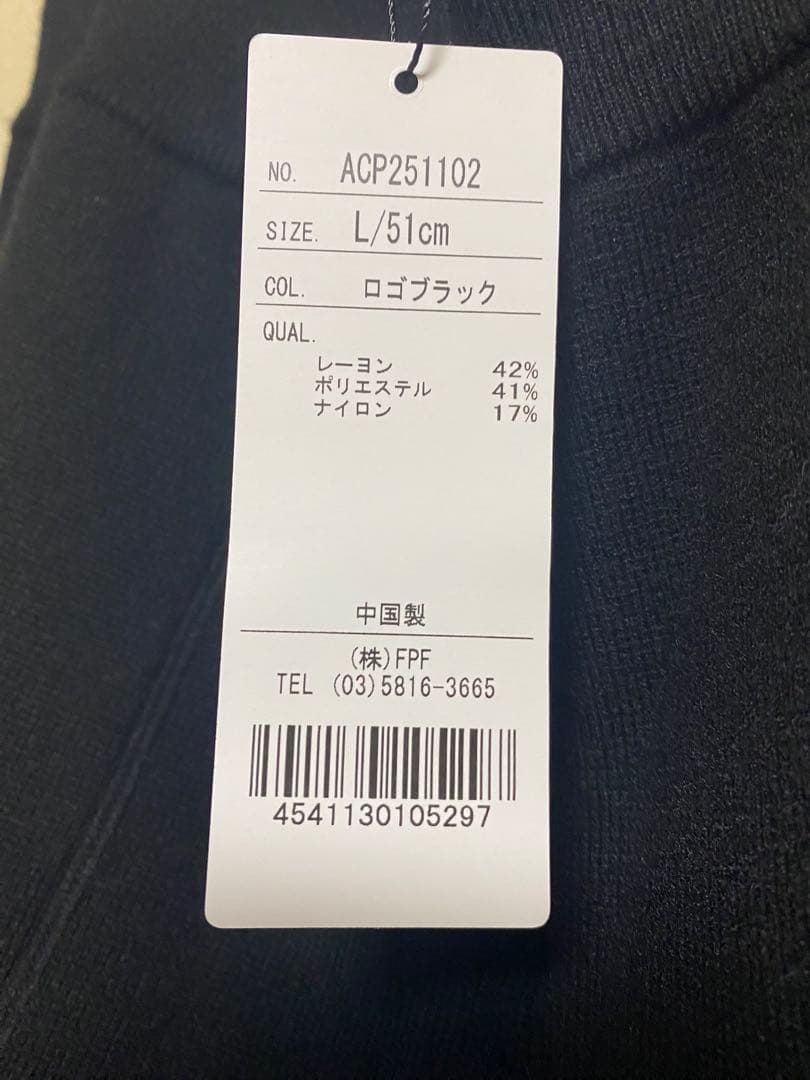 NO. ACP251102
SIZE. L/51cm
COL. ロゴブラック
QUAL.
レーヨン 42%
ポリエステル 41%
ナイロン 17%
中国製
(株)FPF
TEL (03)5816-3665
4541130105297